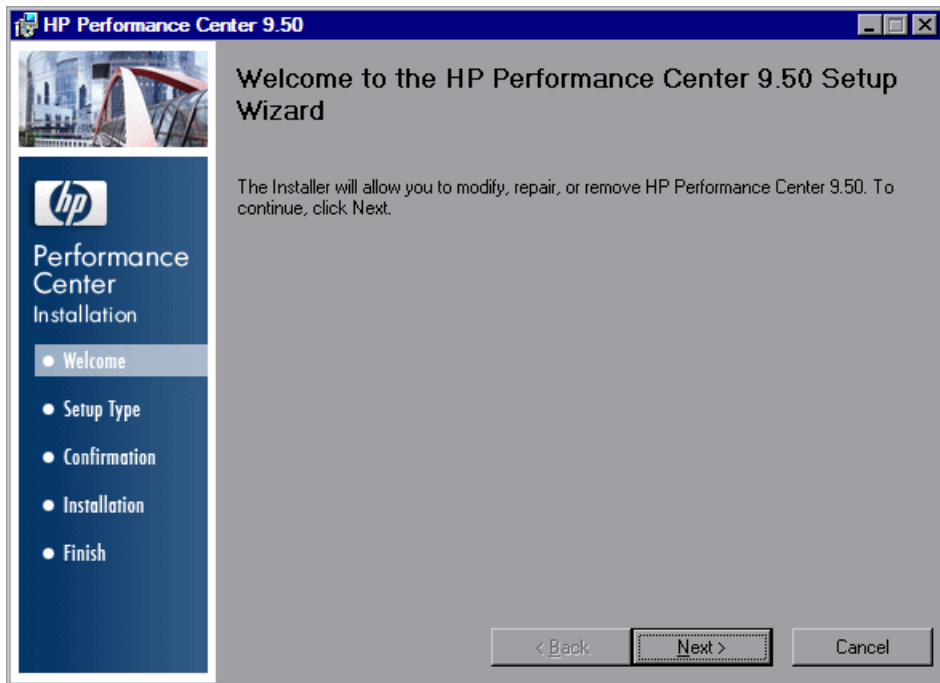 HP Performance Center 9.50
Welcome to the HP Performance Center 9.50 Setup
Wizard
The Installer will allow you to modify, repair, or remove HP Performance Center 9.50. To
continue, click Next.
hp
Performance
Center
Installation
Welcome
Setup Type
Confirmation
Installation
Finish
< Back
Next >
Cancel